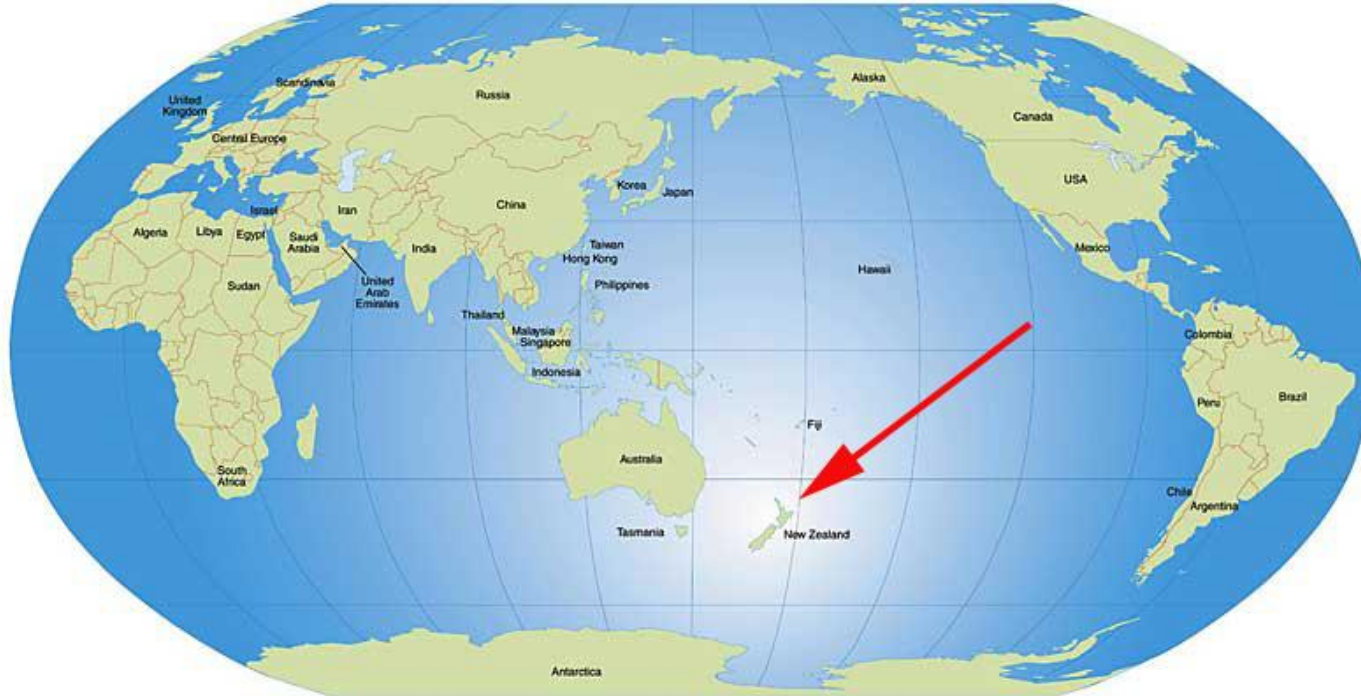 Scandinavia
Alaska
Russia
United
Kingdom
Canada
Central Europe
USA
Korea
Japan
China
Israel
Iran
Algeria
Libya
Egypt
Saudi
Arabia
India
Taiwan
Hong Kong
Mexico
Hawaii
Sudan
United
Arab
Emirates
Philippines
Thailand
Malaysia
Singapore
Colombia
Indonesia
Peru
Brazil
Fiji
Australia
South
Africa
Chile
Argentina
Tasmania
New Zealand
Antarctica